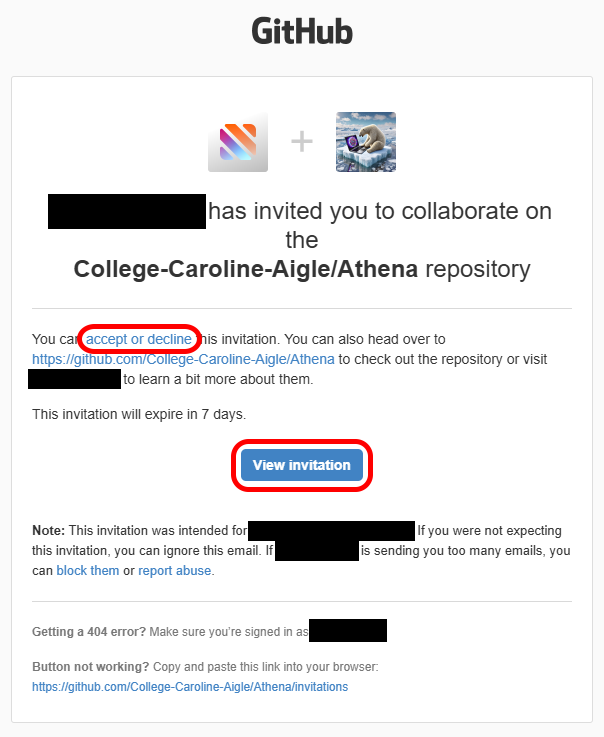 GitHub
has invited you to collaborate on
the
College-Caroline-Aigle/Athena repository
You can accept or decline this invitation. You can also head over to
https://github.com/College-Caroline-Aigle/Athena to check out the repository or visit
to learn a bit more about them.
This invitation will expire in 7 days.
View invitation
Note: This invitation was intended for If you were not expecting
this invitation, you can ignore this email. If is sending you too many emails, you
can block them or report abuse.
Getting a 404 error? Make sure you’re signed in as
Button not working? Copy and paste this link into your browser:
https://github.com/College-Caroline-Aigle/Athena/invitations